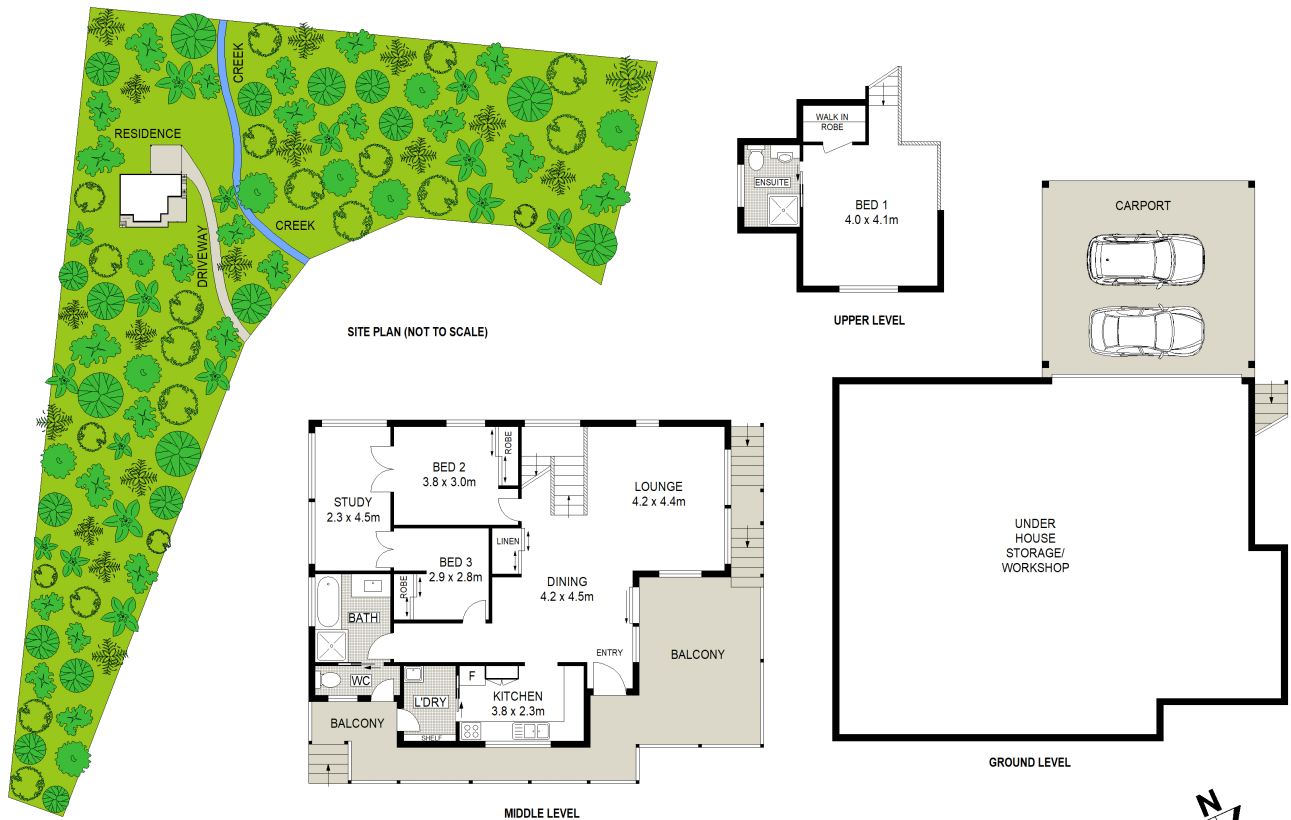 CREEK
RESIDENCE
CREEK
DRIVEWAY
SITE PLAN (NOT TO SCALE)
WALK IN
ROBE
ENSUITE
BED 1
4.0 x 4.1m
UPPER LEVEL
CARPORT
UNDER
HOUSE
STORAGE/
WORKSHOP
GROUND LEVEL
ROBE
BED 2
3.8 x 3.0m
LOUNGE
4.2 x 4.4m
STUDY
2.3 x 4.5m
LINEN
BED 3
2.9 x 2.8m
ROBE
DINING
4.2 x 4.5m
BATH
ENTRY
BALCONY
WC
F
L'DRY
KITCHEN
3.8 x 2.3m
BALCONY
SHELF
MIDDLE LEVEL
N